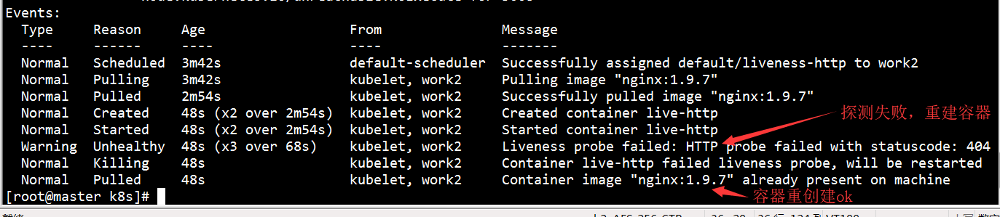 Events:
Type Reason Age From Message
---- ------ ---- ---- -------
Normal Scheduled 3m42s default-scheduler Successfully assigned default/liveness-http to work2
Normal Pulling 3m42s kubelet, work2 Pulling image "nginx:1.9.7"
Normal Pulled 2m54s kubelet, work2 Successfully pulled image "nginx:1.9.7"
Normal Created 48s (x2 over 2m54s) kubelet, work2 Created container live-http
探测失败，重建容器
Normal Started 48s (x2 over 2m54s) kubelet, work2 Started container live-http
Warning Unhealthy 48s (x3 over 68s) kubelet, work2 Liveness probe failed: HTTP probe failed with statuscode: 404
Normal Killing 48s kubelet, work2 Container live-http failed liveness probe, will be restarted
Normal Pulled 48s kubelet, work2 Container image "nginx:1.9.7" already present on machine
[root@master k8s]#
容器重创建ok